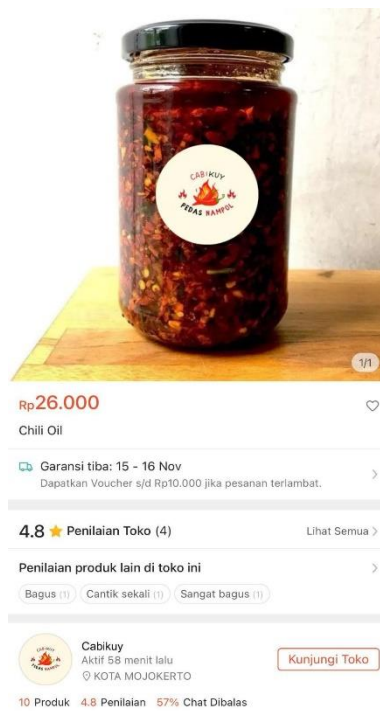 CABIKUY
PEDAS NAMPOL
1/1
Rp26.000
Chili Oil
Garansi tiba: 15 - 16 Nov
Dapatkan Voucher s/d Rp10.000 jika pesanan terlambat.
4.8 Penilaian Toko (4)
Lihat Semua
Penilaian produk lain di toko ini
Bagus (1) Cantik sekali (1) Sangat bagus (1)
Cabikuy
Aktif 58 menit lalu
KOTA MOJOKERTO
Kunjungi Toko
10 Produk 4.8 Penilaian 57% Chat Dibalas